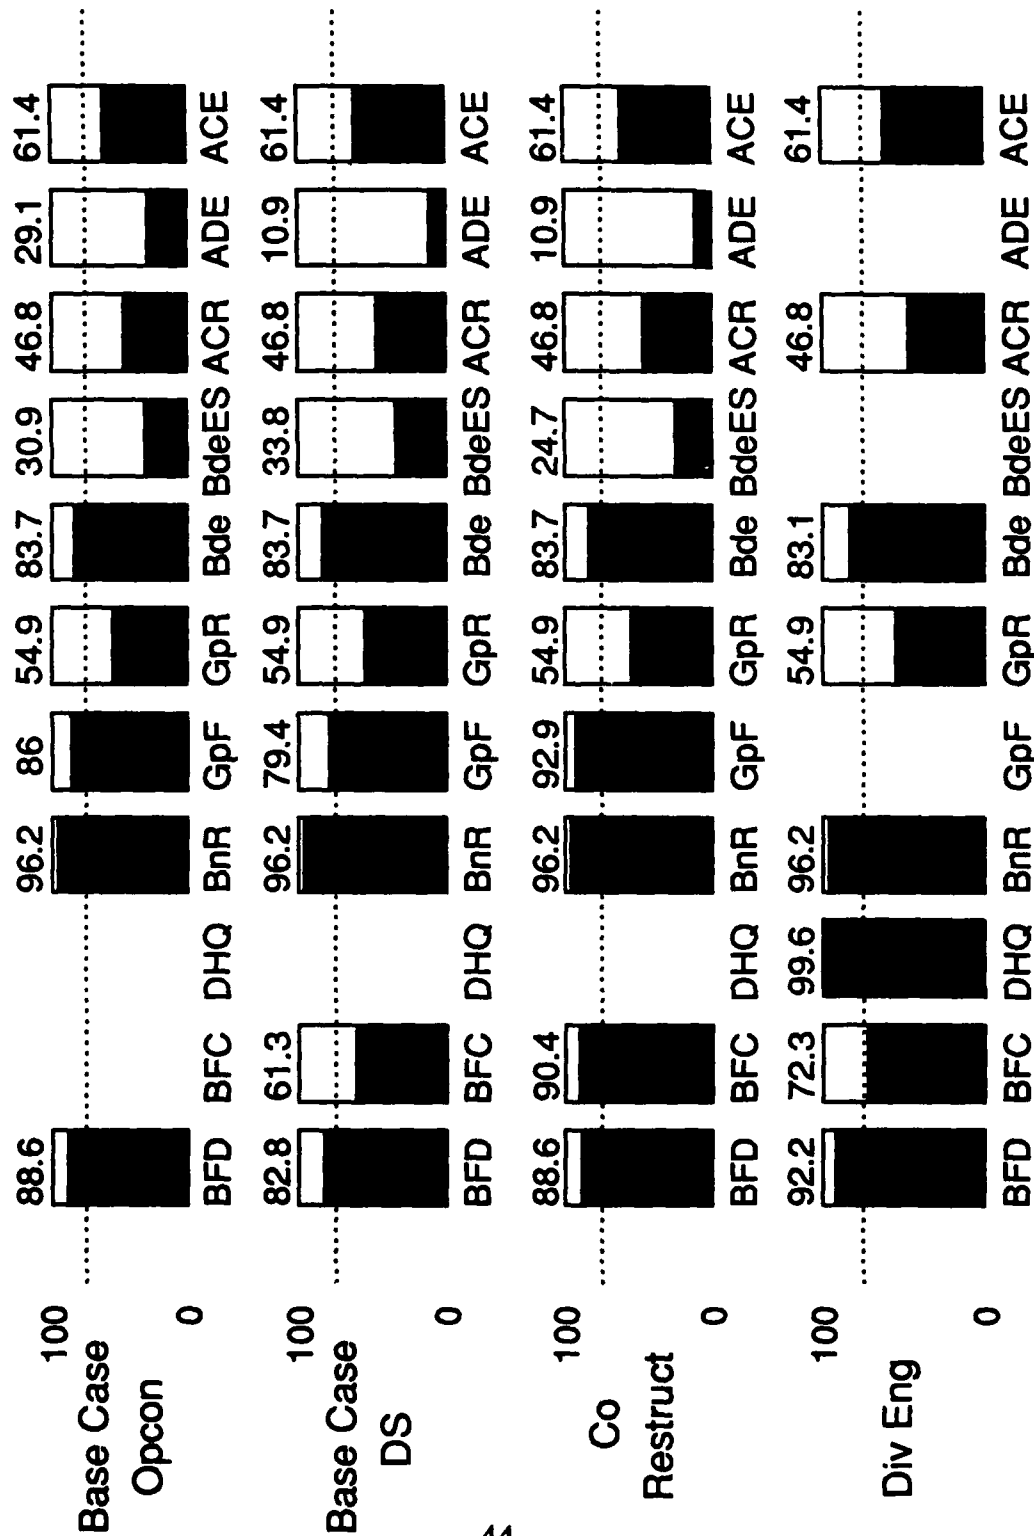 88.6 96.2 86 54.9 83.7 30.9 46.8 29.1 61.4
100
Base Case
Opcon
0
BFD BFC DHQ BnR GpF GpR Bde BdeES ACR ADE ACE
82.8 61.3 96.2 79.4 54.9 83.7 33.8 46.8 10.9 61.4
100
Base Case
DS
0
BFD BFC DHQ BnR GpF GpR Bde BdeES ACR ADE ACE
88.6 90.4 96.2 92.9 54.9 83.7 24.7 46.8 10.9 61.4
100
Co
Restruct
0
BFD BFC DHQ BnR GpF GpR Bde BdeES ACR ADE ACE
92.2 72.3 99.6 96.2 54.9 83.1 46.8 61.4
100
Div Eng
0
BFD BFC DHQ BnR GpF GpR Bde BdeES ACR ADE ACE
44